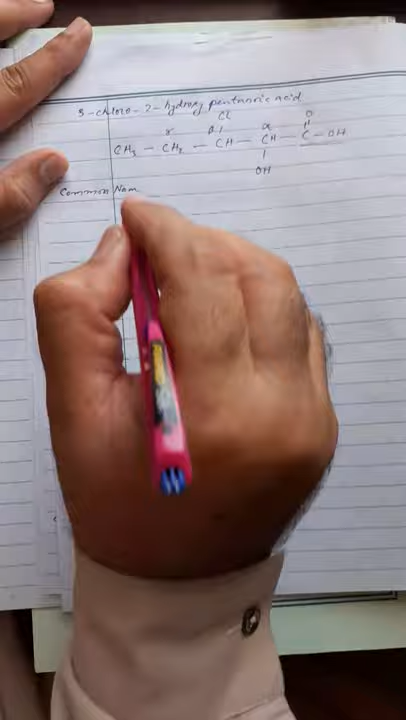 3-chloro-2-hydroxy pentanoic acid
Cl O
γ β α ||
CH₃ — CH₂ — CH — CH — C — OH
|
OH
Common Nam